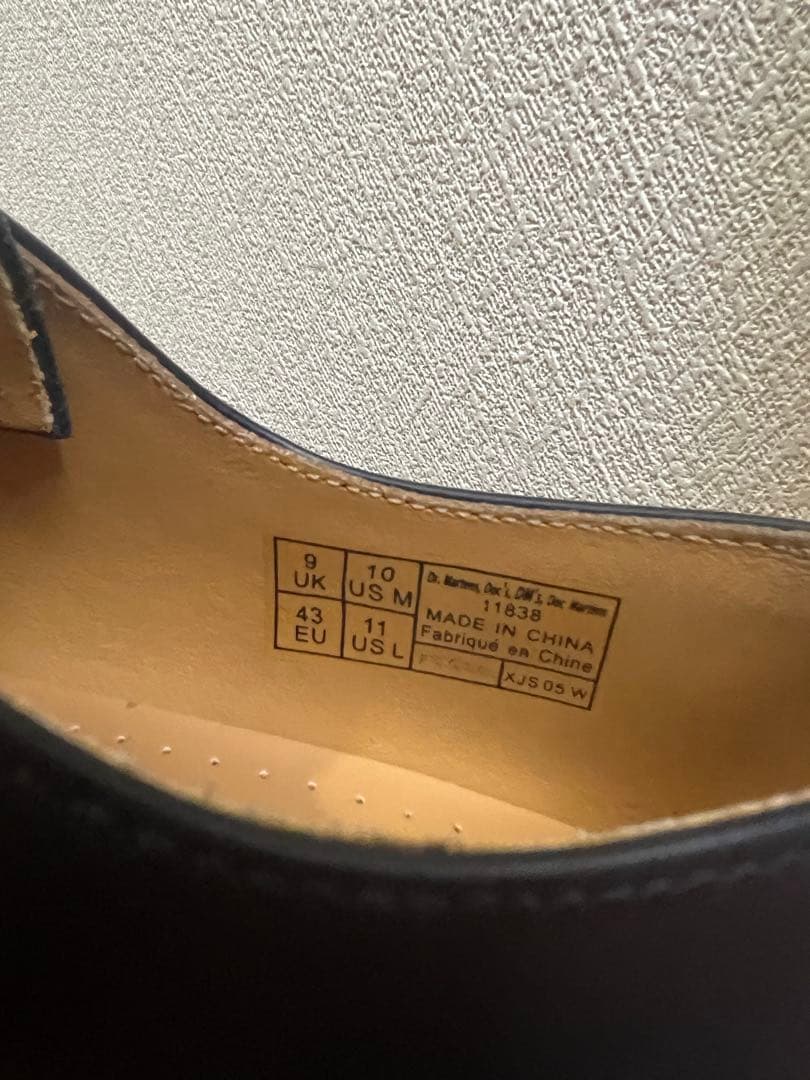 9
UK
10
US M
43
EU
11
US L
Dr. Martens, Doc's, DM's, Doc Martens
11838
MADE IN CHINA
Fabriqué en Chine
XJS 05 W